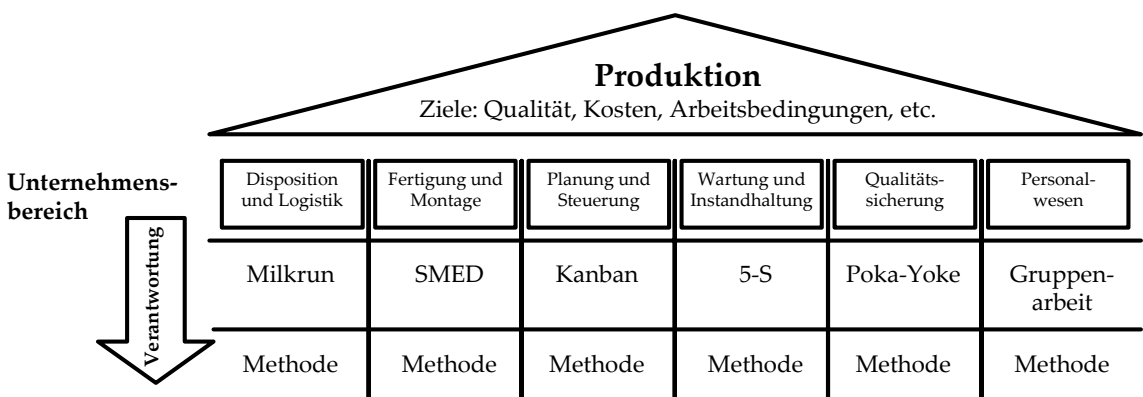 Produktion
Ziele: Qualität, Kosten, Arbeitsbedingungen, etc.
Unternehmens-
bereich
Disposition
und Logistik
Fertigung und
Montage
Planung und
Steuerung
Wartung und
Instandhaltung
Qualitäts-
sicherung
Personal-
wesen
Verantwortung
Milkrun
SMED
Kanban
5-S
Poka-Yoke
Gruppen-
arbeit
Methode
Methode
Methode
Methode
Methode
Methode